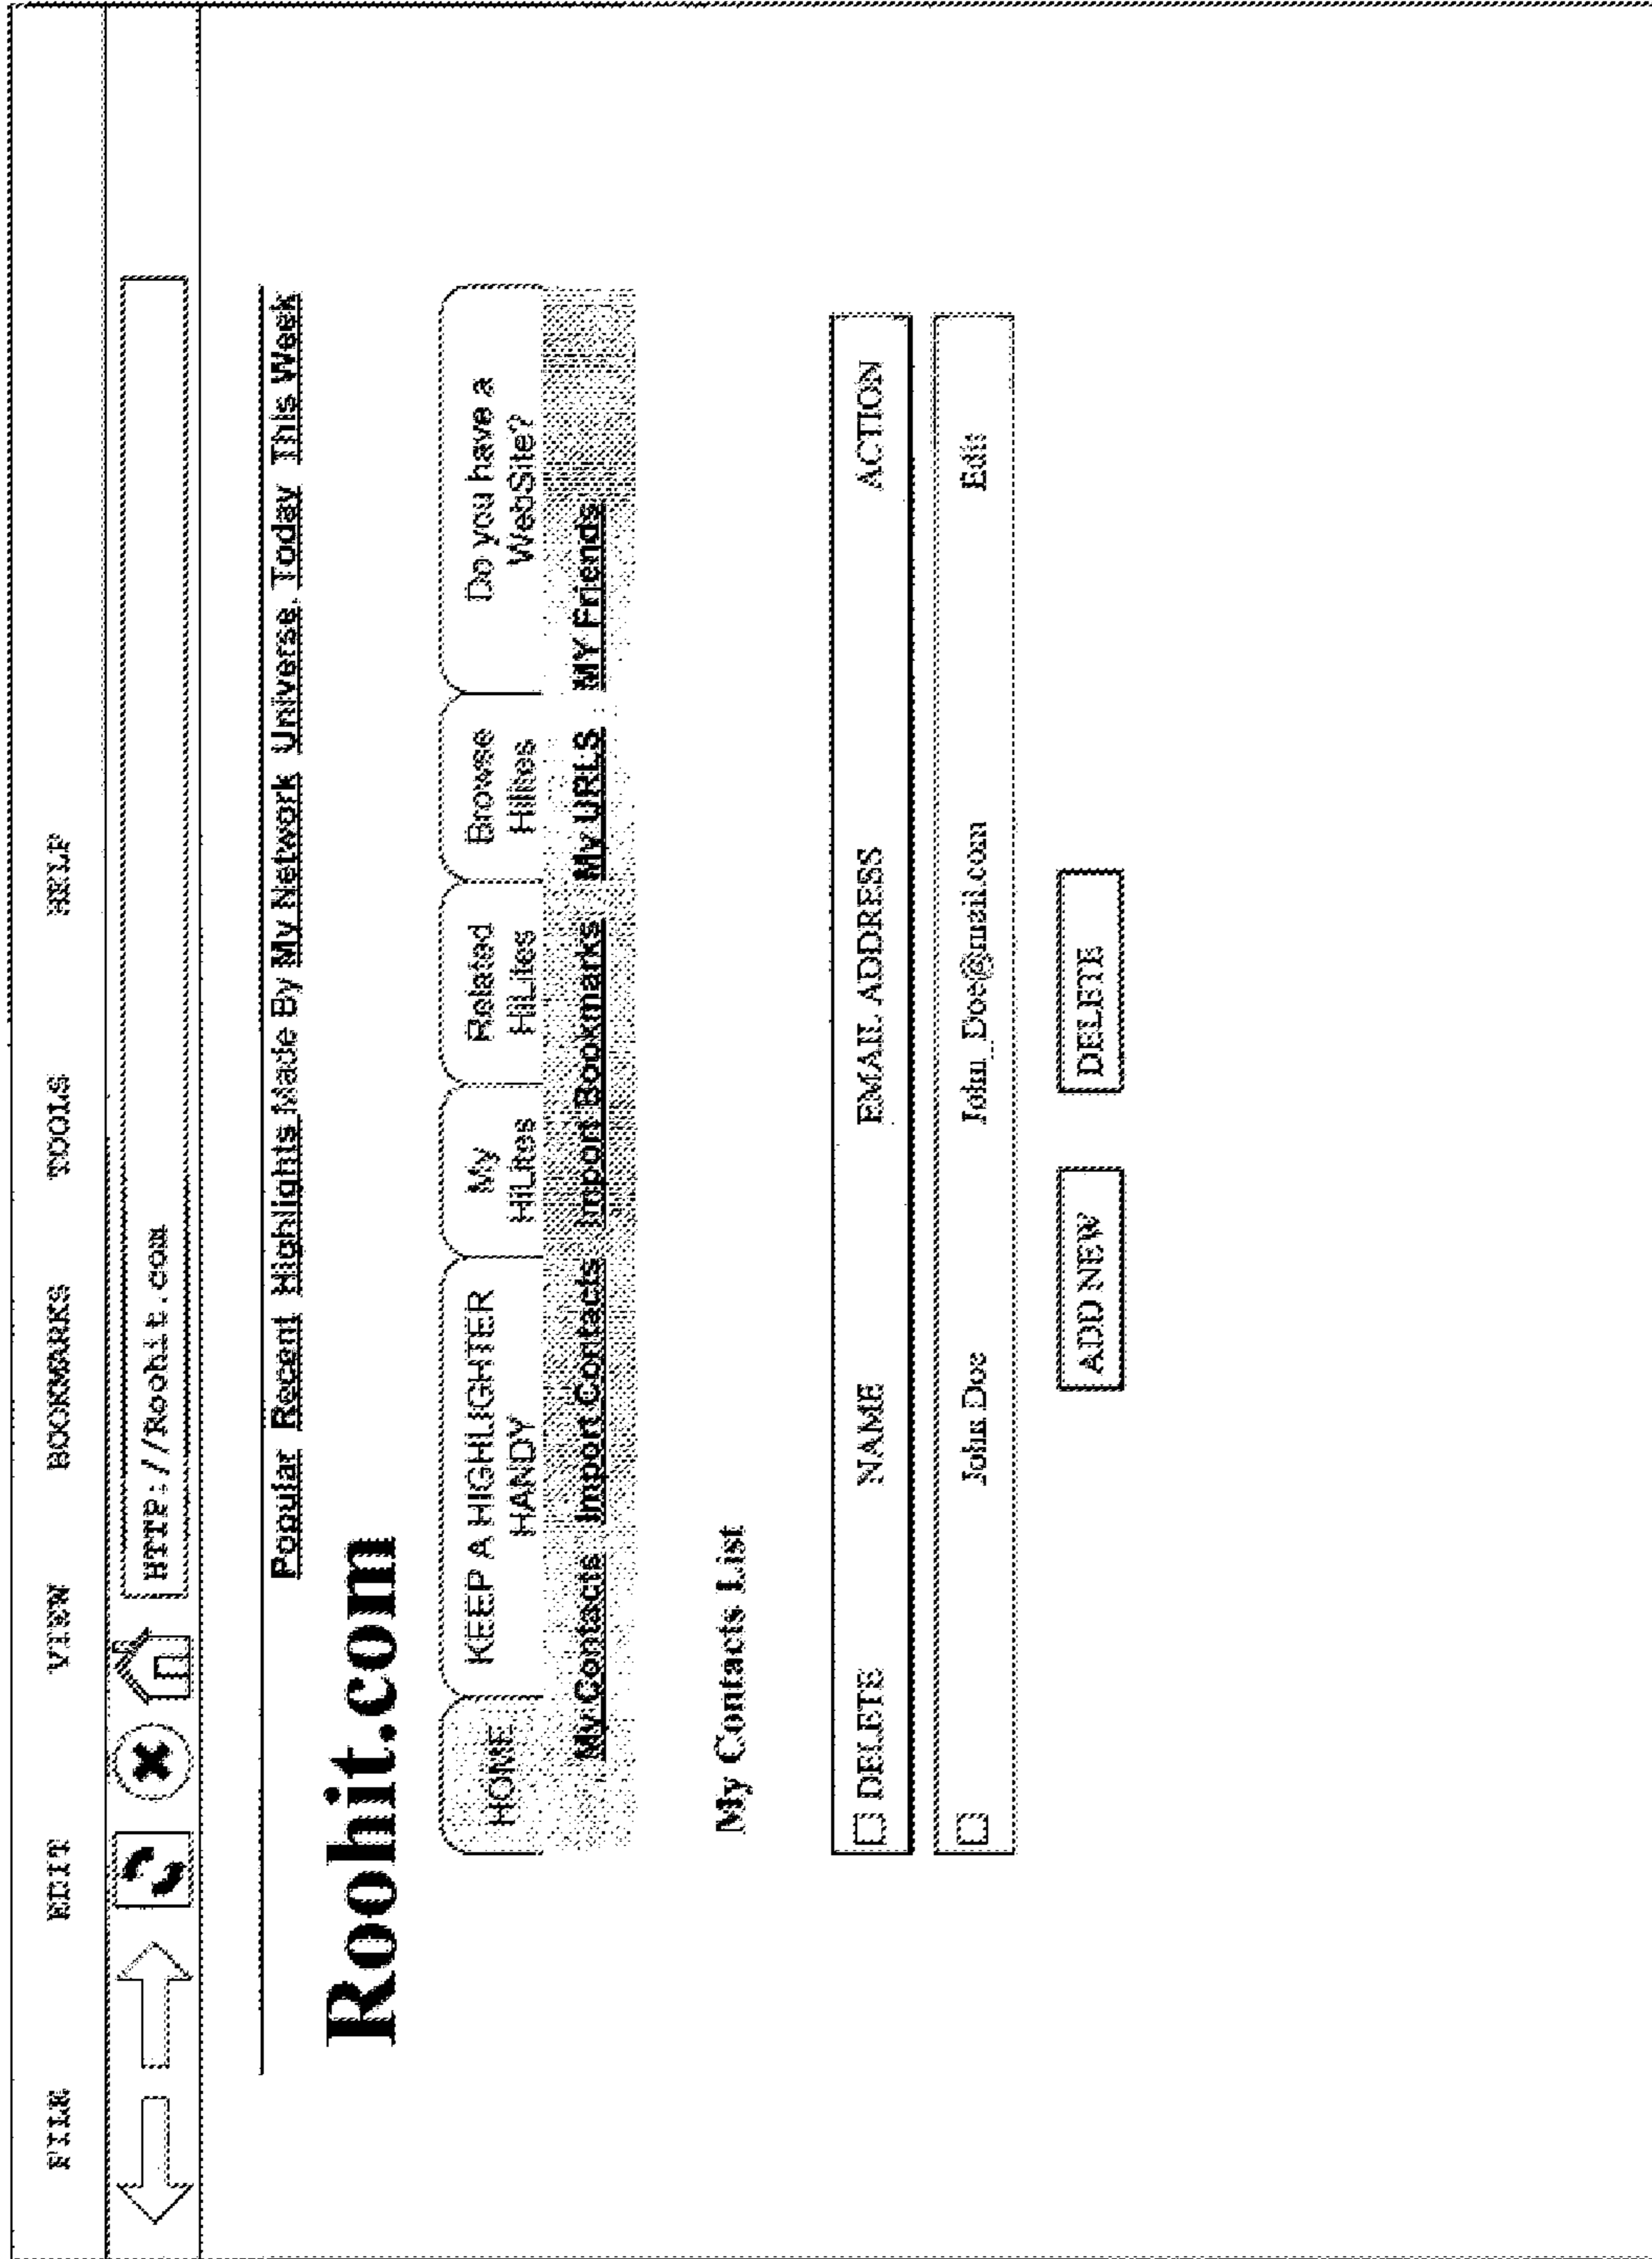 FILE EDIT VIEW BOOKMARKS TOOLS HELP
HTTP://Roohit.com
Popular Recent Highlights Made By My Network Universe Today This Week
Roohit.com
HOME
KEEP A HIGHLIGHTER
HANDY
My
HiLites
Related
HiLites
Browse
Hilites
Do you have a
WebSite?
My Contacts Import Contacts Import Bookmarks My URLS MY Friends
My Contacts List
DELETE NAME EMAIL ADDRESS ACTION
John Doe John_Doe@mail.com Edit
ADD NEW DELETE